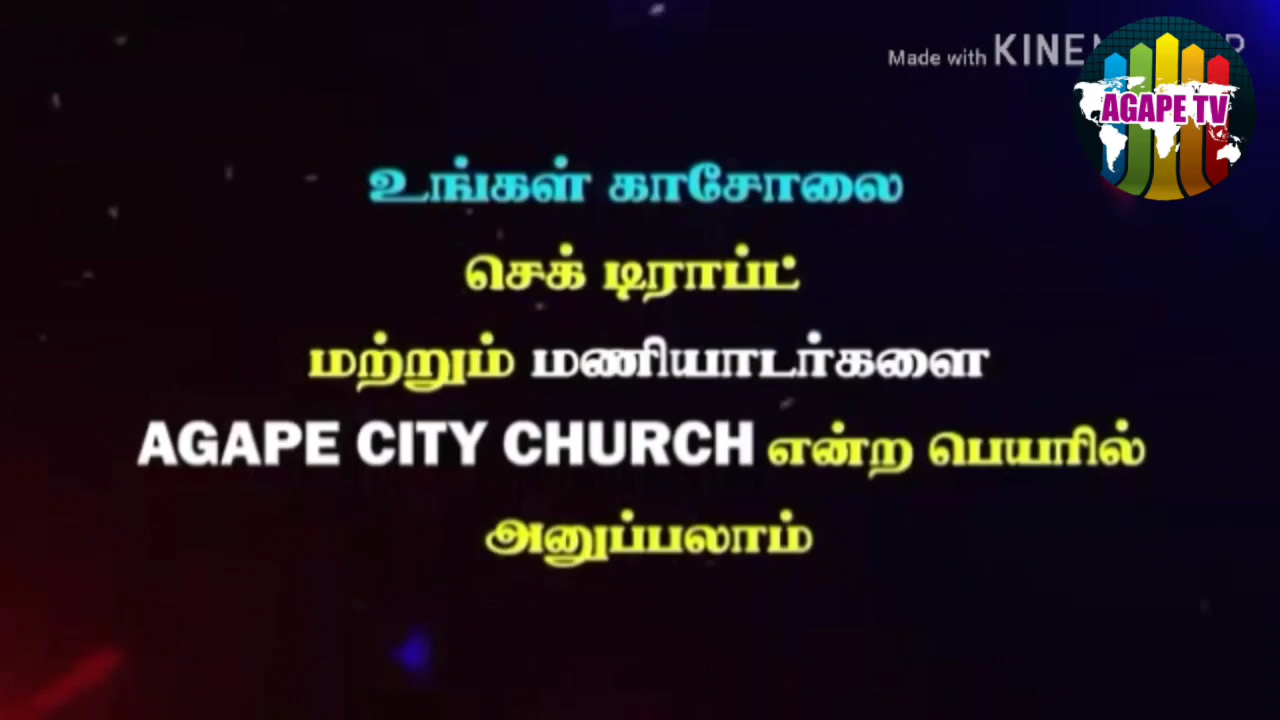 Made with KINE
AGAPE TV
உங்கள் காசோலை
செக் டிராப்ட்
மற்றும் மணியாடர்களை
AGAPE CITY CHURCH என்ற பெயரில்
அனுப்பலாம்